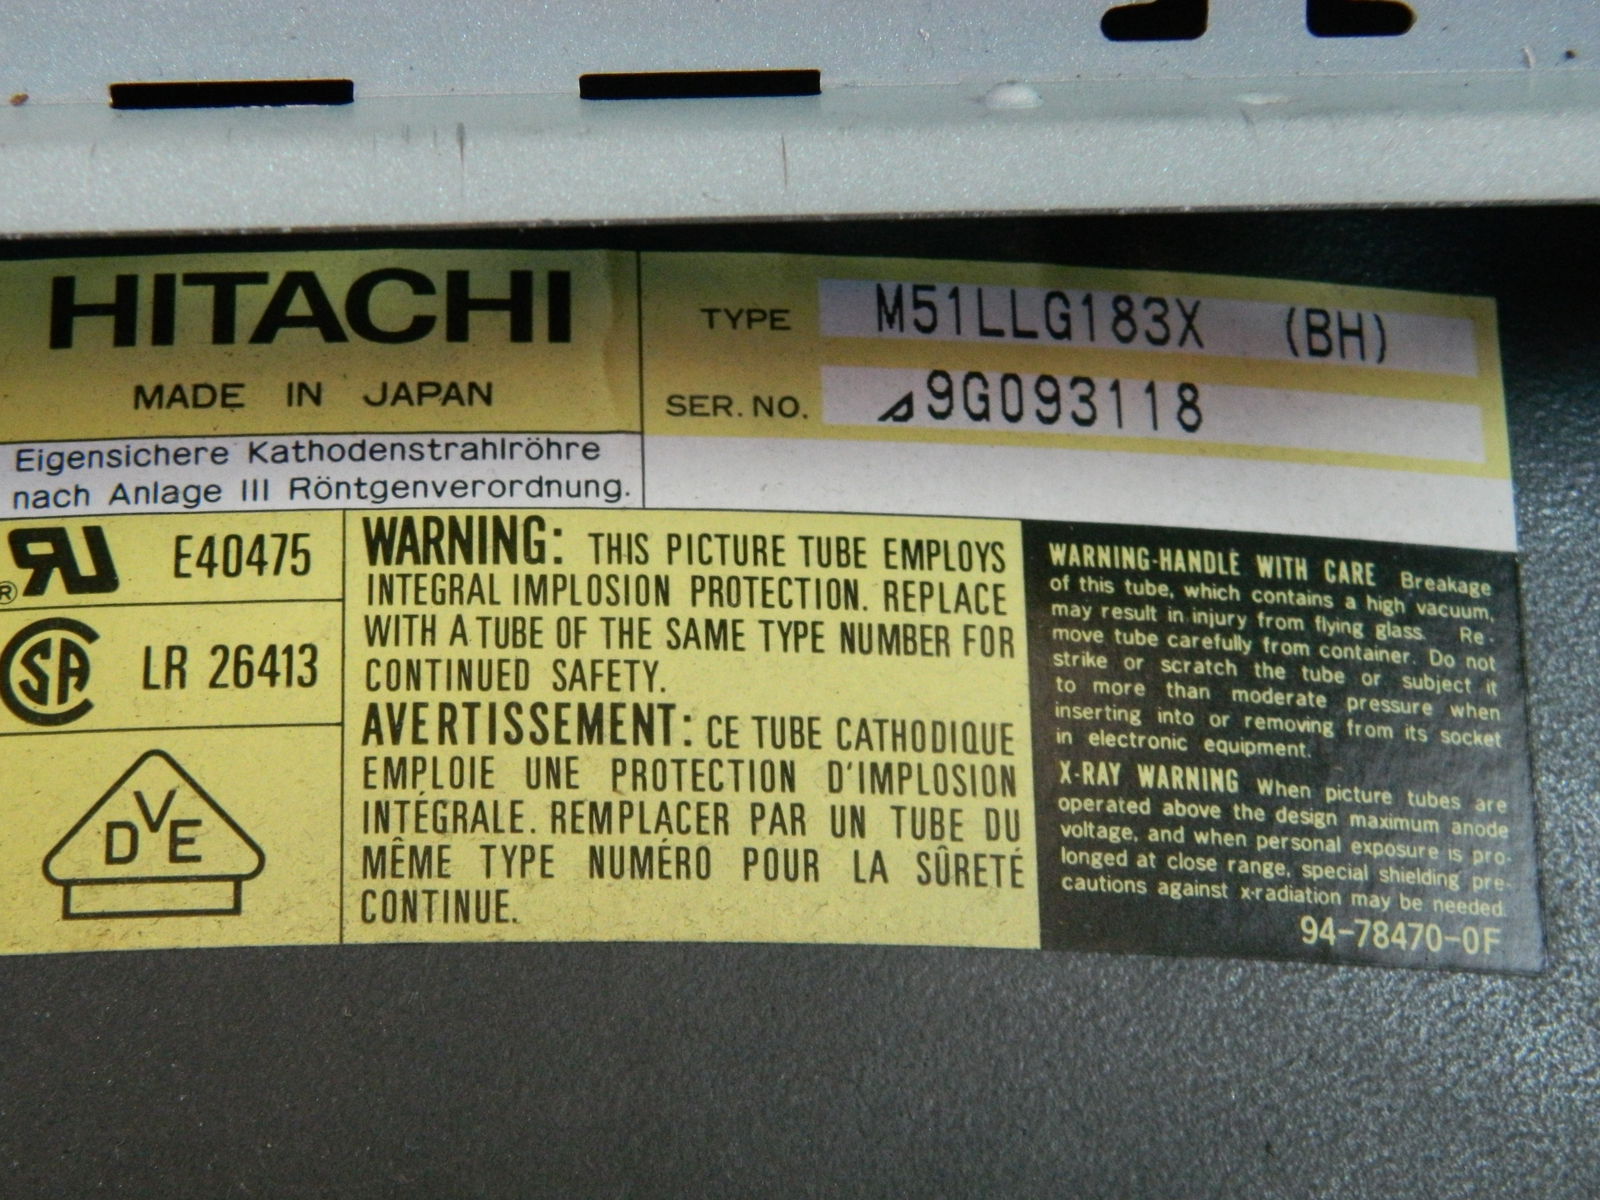 HITACHI
MADE IN JAPAN
TYPE M51LLG183X (BH)
SER. NO. 9G093118
Eigensichere Kathodenstrahlröhre
nach Anlage III Röntgenverordnung.
RU ® E40475
CSA LR 26413
DVE
WARNING: THIS PICTURE TUBE EMPLOYS
INTEGRAL IMPLOSION PROTECTION. REPLACE
WITH A TUBE OF THE SAME TYPE NUMBER FOR
CONTINUED SAFETY.
AVERTISSEMENT: CE TUBE CATHODIQUE
EMPLOIE UNE PROTECTION D'IMPLOSION
INTÉGRALE. REMPLACER PAR UN TUBE DU
MÊME TYPE NUMÉRO POUR LA SÛRETÉ
CONTINUE.
WARNING-HANDLE WITH CARE Breakage
of this tube, which contains a high vacuum,
may result in injury from flying glass. Re-
move tube carefully from container. Do not
strike or scratch the tube or subject it
to more than moderate pressure when
inserting into or removing from its socket
in electronic equipment.
X-RAY WARNING When picture tubes are
operated above the design maximum anode
voltage, and when personal exposure is pro-
longed at close range, special shielding pre-
cautions against x-radiation may be needed.
94-78470-0F